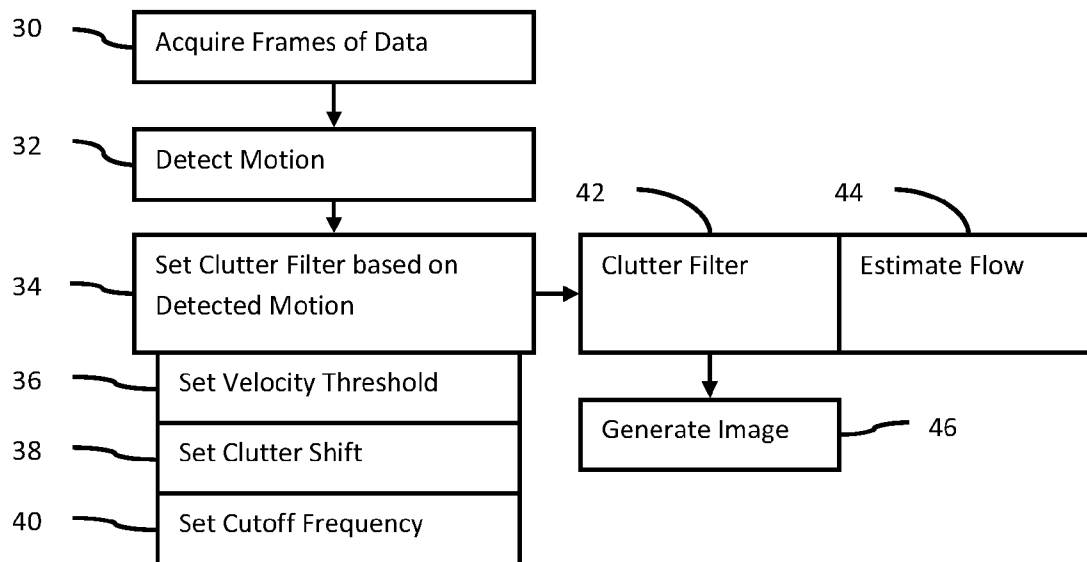 30
Acquire Frames of Data
32
Detect Motion
42
44
34
Set Clutter Filter based on
Detected Motion
Clutter Filter
Estimate Flow
36
Set Velocity Threshold
38
Set Clutter Shift
Generate Image
46
40
Set Cutoff Frequency